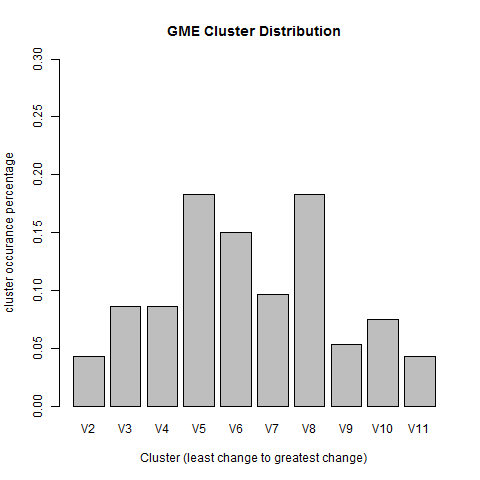 GME Cluster Distribution
cluster occurance percentage
0.30
0.25
0.20
0.15
0.10
0.05
0.00
V2 V3 V4 V5 V6 V7 V8 V9 V10 V11
Cluster (least change to greatest change)